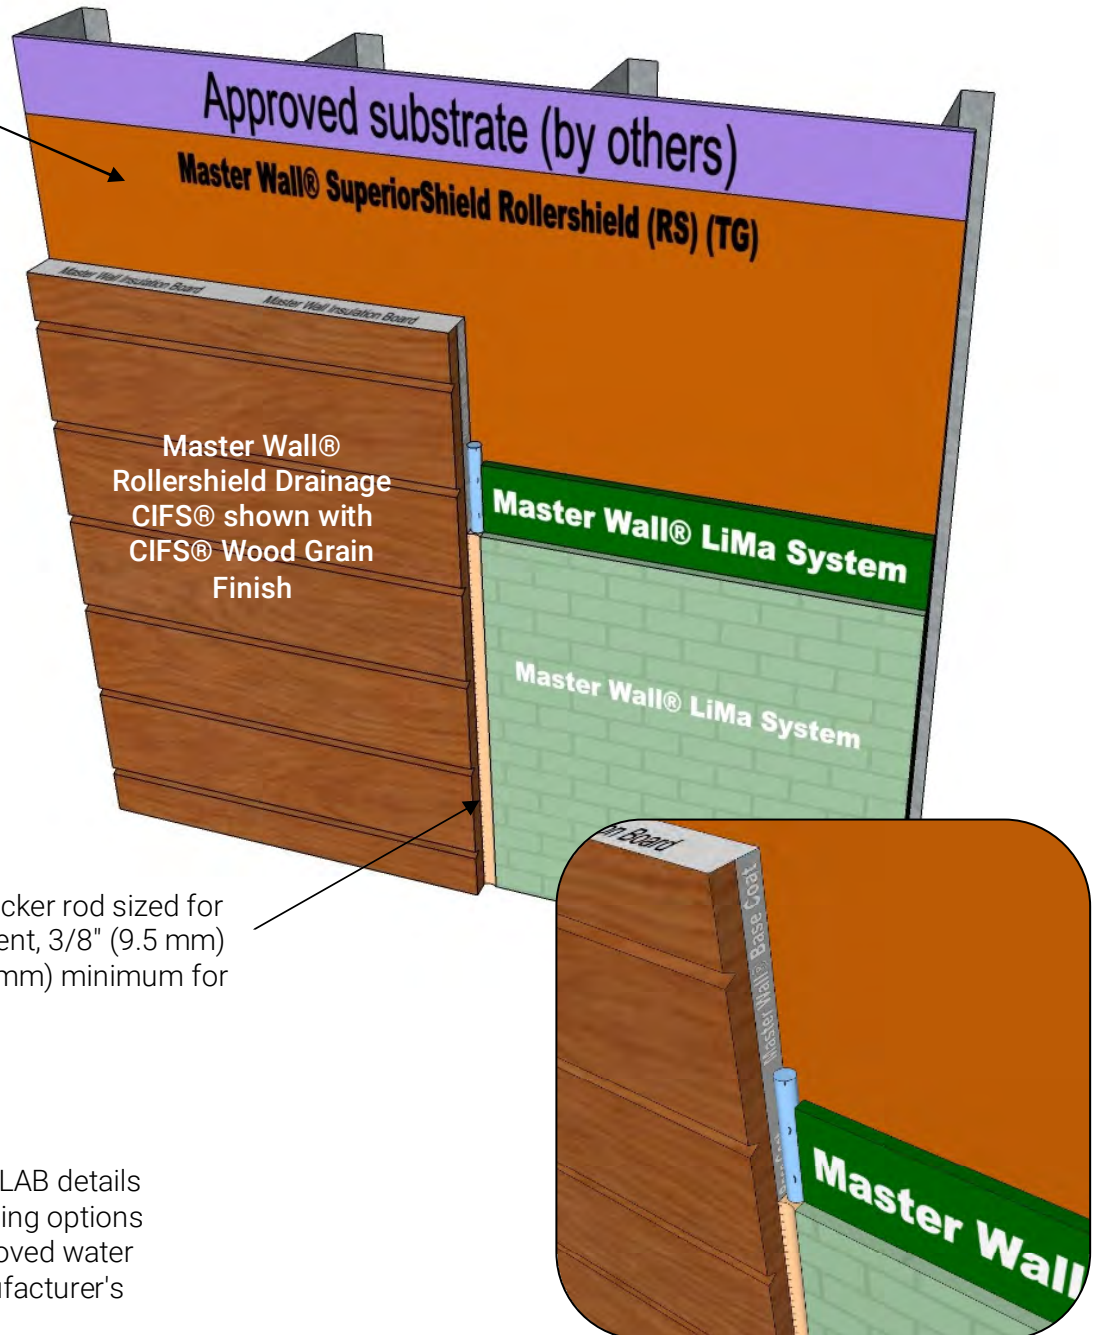 Approved substrate (by others)
Master Wall® SuperiorShield Rollershield (RS) (TG)
Master Wall Insulation Board Master Wall Insulation Board
Master Wall®
Rollershield Drainage
CIFS® shown with
CIFS® Wood Grain
Finish
Master Wall® LiMa System
Master Wall® LiMa System
cker rod sized for
ent, 3/8" (9.5 mm)
mm) minimum for
on Board
Master Wall® Base Coat
Master Wall
LAB details
ing options
oved water
ufacturer's